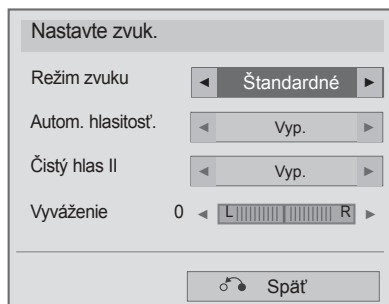 Nastavte zvuk.
Režim zvuku ◄ Štandardné ►
Autom. hlasitosť. ◄ Vyp. ►
Čistý hlas II ◄ Vyp. ►
Vyváženie 0 ◄ L R ►
Späť